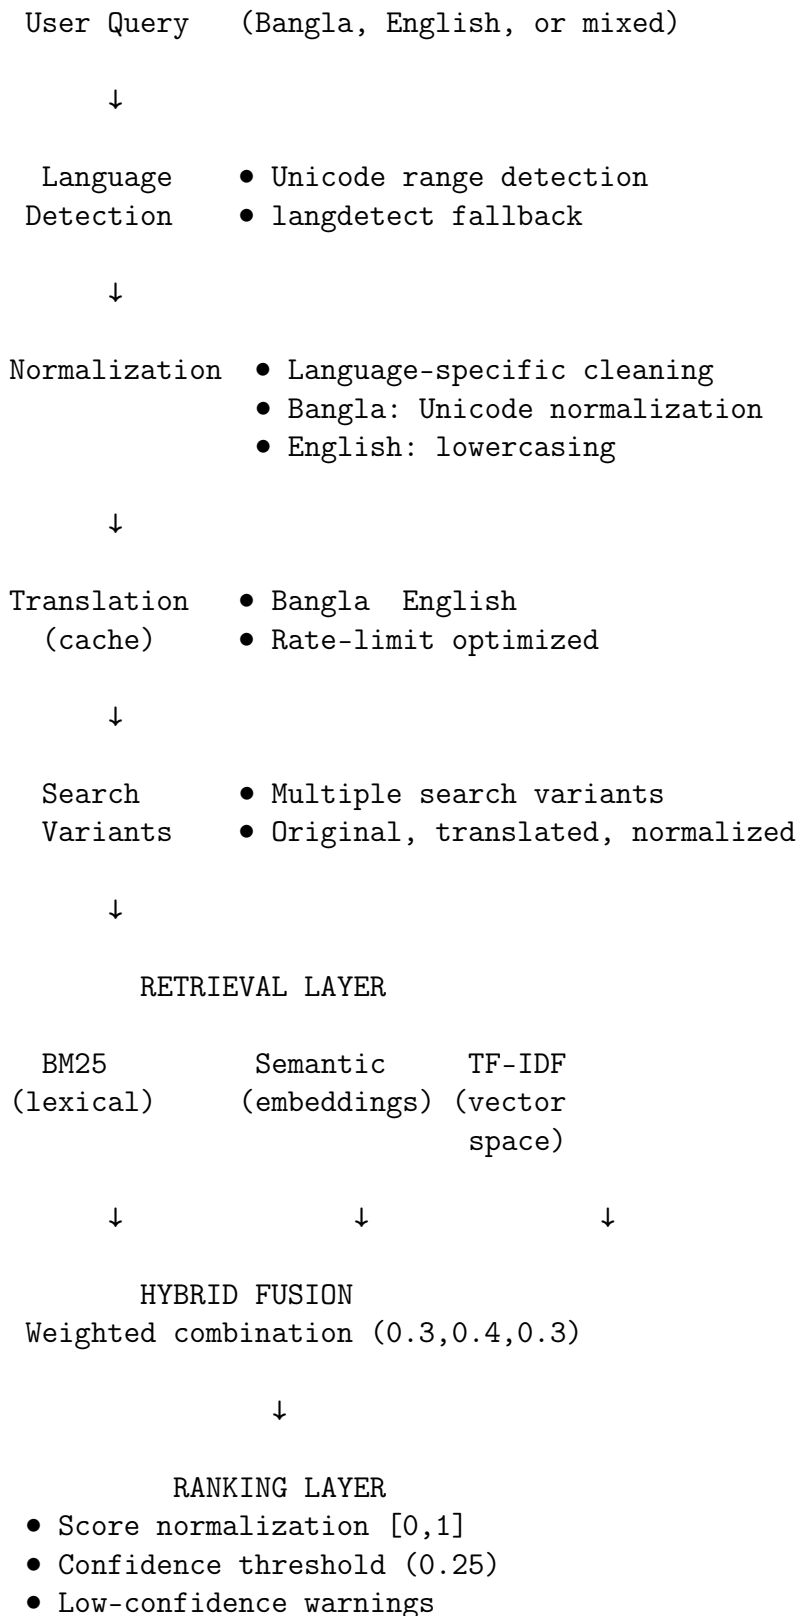 User Query (Bangla, English, or mixed)
↓
Language • Unicode range detection
Detection • langdetect fallback
↓
Normalization • Language-specific cleaning
• Bangla: Unicode normalization
• English: lowercasing
↓
Translation • Bangla English
(cache) • Rate-limit optimized
↓
Search • Multiple search variants
Variants • Original, translated, normalized
↓
RETRIEVAL LAYER
BM25 Semantic TF-IDF
(lexical) (embeddings) (vector
space)
↓ ↓ ↓
HYBRID FUSION
Weighted combination (0.3,0.4,0.3)
↓
RANKING LAYER
• Score normalization [0,1]
• Confidence threshold (0.25)
• Low-confidence warnings